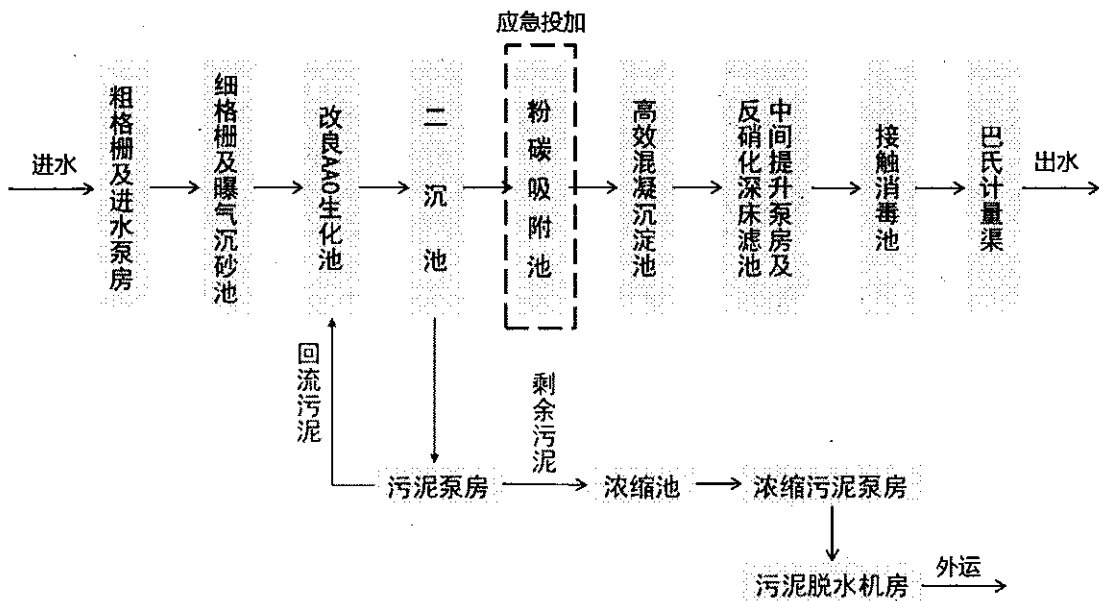 应急投加
进水
粗格栅及进水泵房
细格栅及曝气沉砂池
改良AAO生化池
二沉池
粉碳吸附池
高效混凝沉淀池
中间提升泵房及
反硝化深床滤池
接触消毒池
巴氏计量渠
出水
回流污泥
剩余污泥
污泥泵房
浓缩池
浓缩污泥泵房
污泥脱水机房
外运